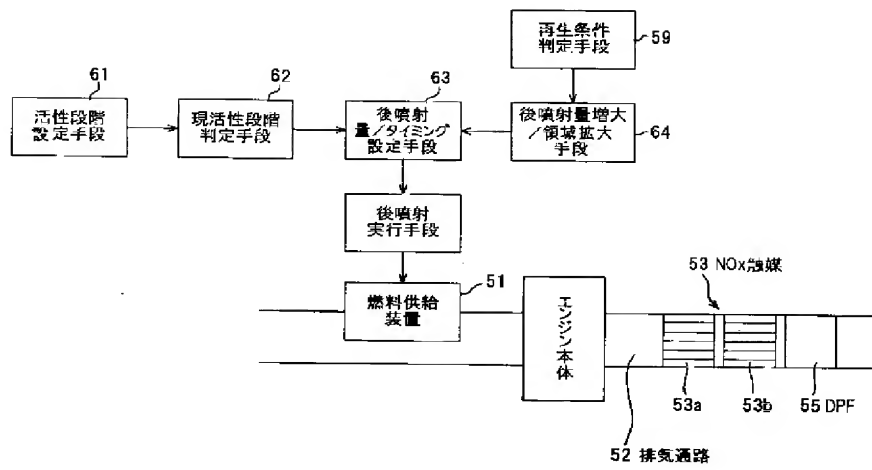 59
再生条件
判定手段
61
活性段階
設定手段
62
現活性段階
判定手段
63
後噴射
量/タイミング
設定手段
後噴射量増大
/領域拡大
手段
64
後噴射
実行手段
51
燃料供給
装置
エンジン本体
53 NOx触媒
53a
53b
55 DPF
52 排気通路